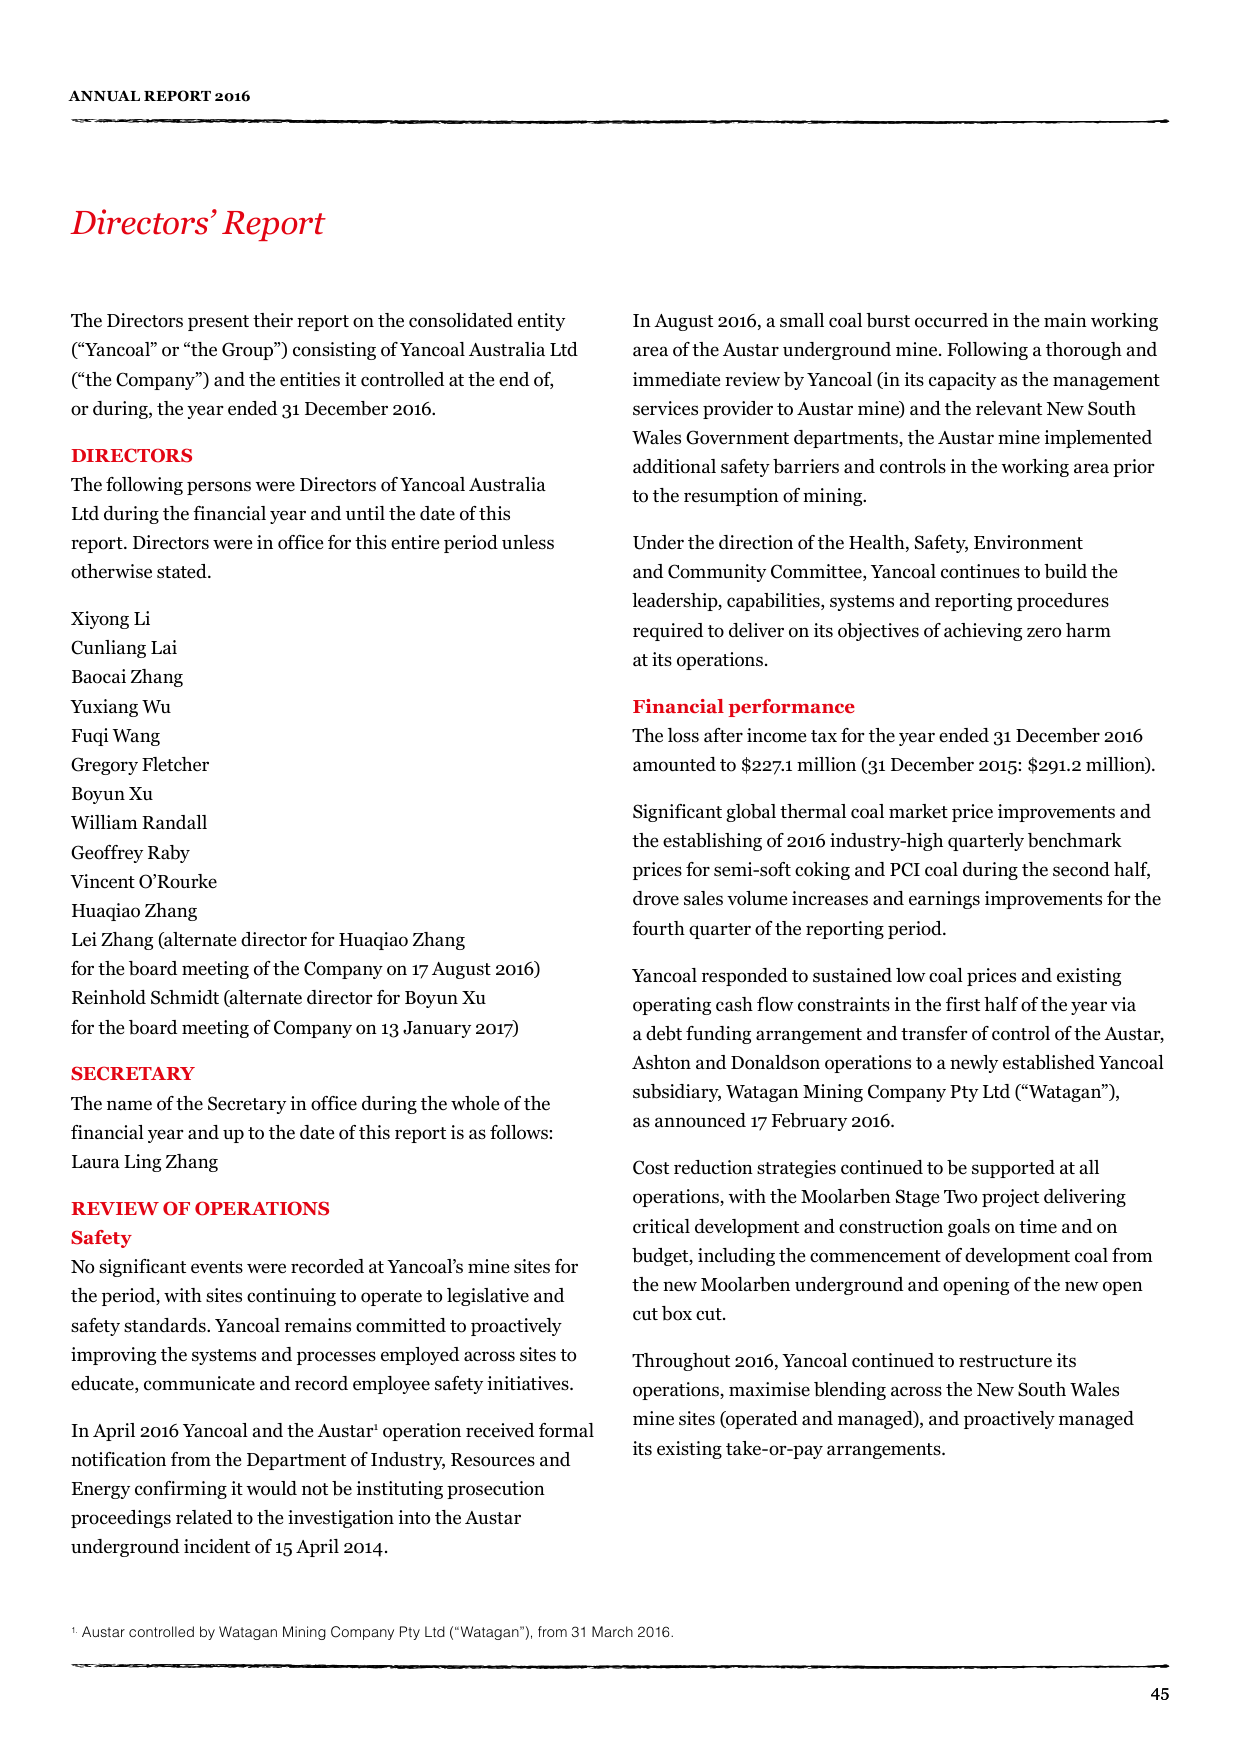 ANNUAL REPORT 2016
Directors’ Report
The Directors present their report on the consolidated entity
(“Yancoal” or “the Group”) consisting of Yancoal Australia Ltd
(“the Company”) and the entities it controlled at the end of,
or during, the year ended 31 December 2016.
DIRECTORS
The following persons were Directors of Yancoal Australia
Ltd during the financial year and until the date of this
report. Directors were in office for this entire period unless
otherwise stated.
Xiyong Li
Cunliang Lai
Baocai Zhang
Yuxiang Wu
Fuqi Wang
Gregory Fletcher
Boyun Xu
William Randall
Geoffrey Raby
Vincent O’Rourke
Huaqiao Zhang
Lei Zhang (alternate director for Huaqiao Zhang
for the board meeting of the Company on 17 August 2016)
Reinhold Schmidt (alternate director for Boyun Xu
for the board meeting of Company on 13 January 2017)
SECRETARY
The name of the Secretary in office during the whole of the
financial year and up to the date of this report is as follows:
Laura Ling Zhang
REVIEW OF OPERATIONS
Safety
No significant events were recorded at Yancoal’s mine sites for
the period, with sites continuing to operate to legislative and
safety standards. Yancoal remains committed to proactively
improving the systems and processes employed across sites to
educate, communicate and record employee safety initiatives.
In April 2016 Yancoal and the Austar¹ operation received formal
notification from the Department of Industry, Resources and
Energy confirming it would not be instituting prosecution
proceedings related to the investigation into the Austar
underground incident of 15 April 2014.
In August 2016, a small coal burst occurred in the main working
area of the Austar underground mine. Following a thorough and
immediate review by Yancoal (in its capacity as the management
services provider to Austar mine) and the relevant New South
Wales Government departments, the Austar mine implemented
additional safety barriers and controls in the working area prior
to the resumption of mining.
Under the direction of the Health, Safety, Environment
and Community Committee, Yancoal continues to build the
leadership, capabilities, systems and reporting procedures
required to deliver on its objectives of achieving zero harm
at its operations.
Financial performance
The loss after income tax for the year ended 31 December 2016
amounted to $227.1 million (31 December 2015: $291.2 million).
Significant global thermal coal market price improvements and
the establishing of 2016 industry-high quarterly benchmark
prices for semi-soft coking and PCI coal during the second half,
drove sales volume increases and earnings improvements for the
fourth quarter of the reporting period.
Yancoal responded to sustained low coal prices and existing
operating cash flow constraints in the first half of the year via
a debt funding arrangement and transfer of control of the Austar,
Ashton and Donaldson operations to a newly established Yancoal
subsidiary, Watagan Mining Company Pty Ltd (“Watagan”),
as announced 17 February 2016.
Cost reduction strategies continued to be supported at all
operations, with the Moolarben Stage Two project delivering
critical development and construction goals on time and on
budget, including the commencement of development coal from
the new Moolarben underground and opening of the new open
cut box cut.
Throughout 2016, Yancoal continued to restructure its
operations, maximise blending across the New South Wales
mine sites (operated and managed), and proactively managed
its existing take-or-pay arrangements.
¹· Austar controlled by Watagan Mining Company Pty Ltd (“Watagan”), from 31 March 2016.
45